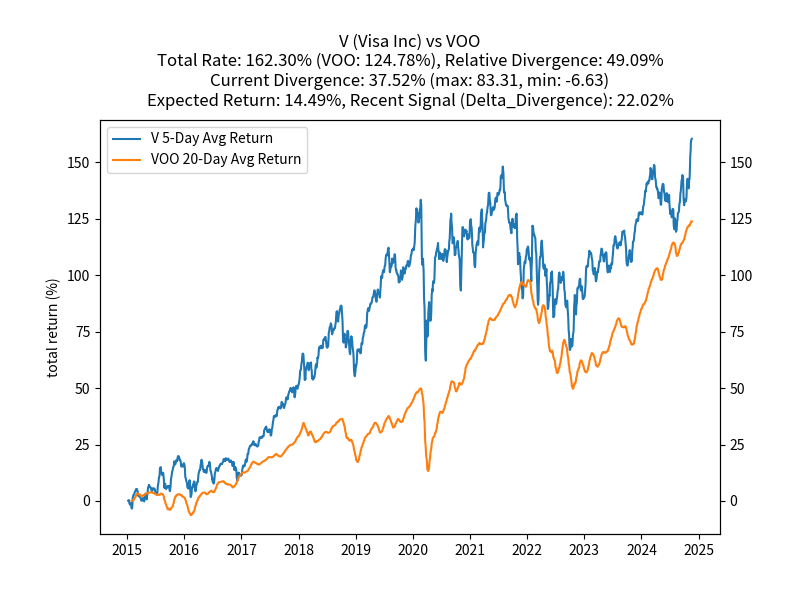 V (Visa Inc) vs VOO
Total Rate: 162.30% (VOO: 124.78%), Relative Divergence: 49.09%
Current Divergence: 37.52% (max: 83.31, min: -6.63)
Expected Return: 14.49%, Recent Signal (Delta_Divergence): 22.02%
V 5-Day Avg Return
VOO 20-Day Avg Return
total return (%)
150
125
100
75
50
25
0
150
125
100
75
50
25
0
2015 2016 2017 2018 2019 2020 2021 2022 2023 2024 2025